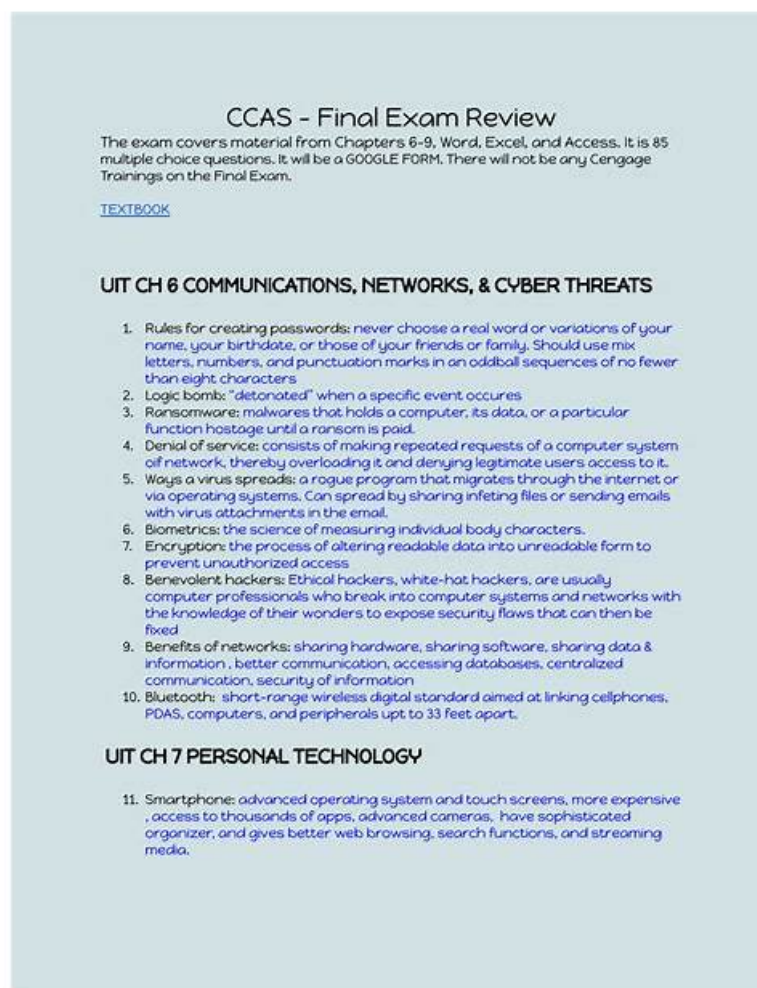 CCAS - Final Exam Review
The exam covers material from Chapters 6-9, Word, Excel, and Access. It is 85
multiple choice questions. It will be a GOOGLE FORM. There will not be any Cengage
Trainings on the Final Exam.
TEXTBOOK
UIT CH 6 COMMUNICATIONS, NETWORKS, & CYBER THREATS
1. Rules for creating passwords: never choose a real word or variations of your
name, your birthdate, or those of your friends or family. Should use mix
letters, numbers, and punctuation marks in an oddball sequences of no fewer
than eight characters
2. Logic bomb: "detonated" when a specific event occures
3. Ransomware: malwares that holds a computer, its data, or a particular
function hostage until a ransom is paid.
4. Denial of service: consists of making repeated requests of a computer system
oif network, thereby overloading it and denying legitimate users access to it.
5. Ways a virus spreads: a rogue program that migrates through the internet or
via operating systems. Can spread by sharing infeting files or sending emails
with virus attachments in the email.
6. Biometrics: the science of measuring individual body characters.
7. Encryption: the process of altering readable data into unreadable form to
prevent unauthorized access
8. Benevolent hackers: Ethical hackers, white-hat hackers, are usually
computer professionals who break into computer systems and networks with
the knowledge of their wonders to expose security flaws that can then be
fixed
9. Benefits of networks: sharing hardware, sharing software, sharing data &
information , better communication, accessing databases, centralized
communication, security of information
10. Bluetooth: short-range wireless digital standard aimed at linking cellphones,
PDAS, computers, and peripherals upt to 33 feet apart.
UIT CH 7 PERSONAL TECHNOLOGY
11. Smartphone: advanced operating system and touch screens, more expensive
, access to thousands of apps, advanced cameras, have sophisticated
organizer, and gives better web browsing, search functions, and streaming
media.